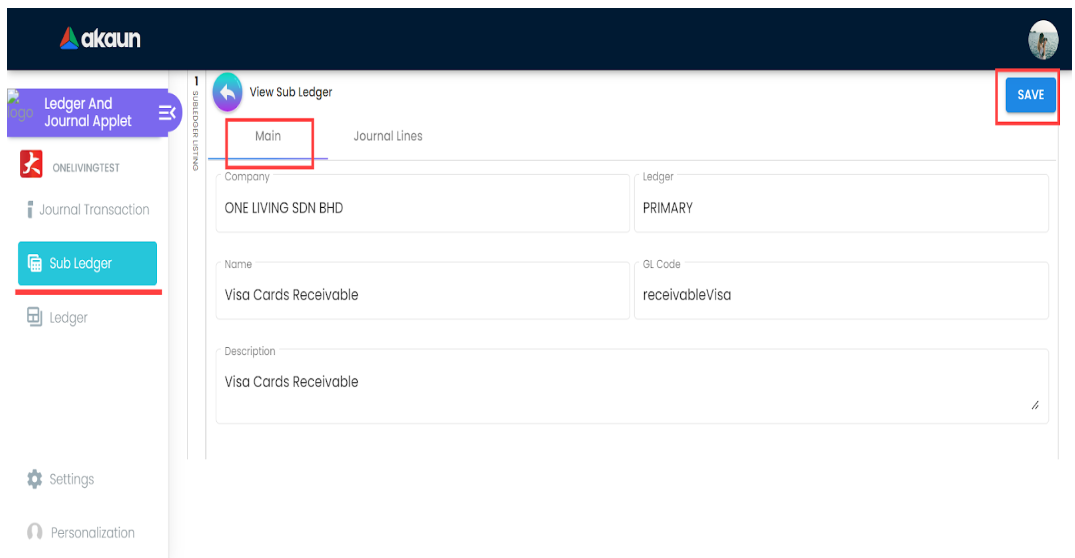 akaun
logo
Ledger And
Journal Applet
ONELIVINGTEST
Journal Transaction
Sub Ledger
Ledger
Settings
Personalization
1
SUBLEDGER LISTING
View Sub Ledger
SAVE
Main
Journal Lines
Company
ONE LIVING SDN BHD
Ledger
PRIMARY
Name
Visa Cards Receivable
GL Code
receivableVisa
Description
Visa Cards Receivable